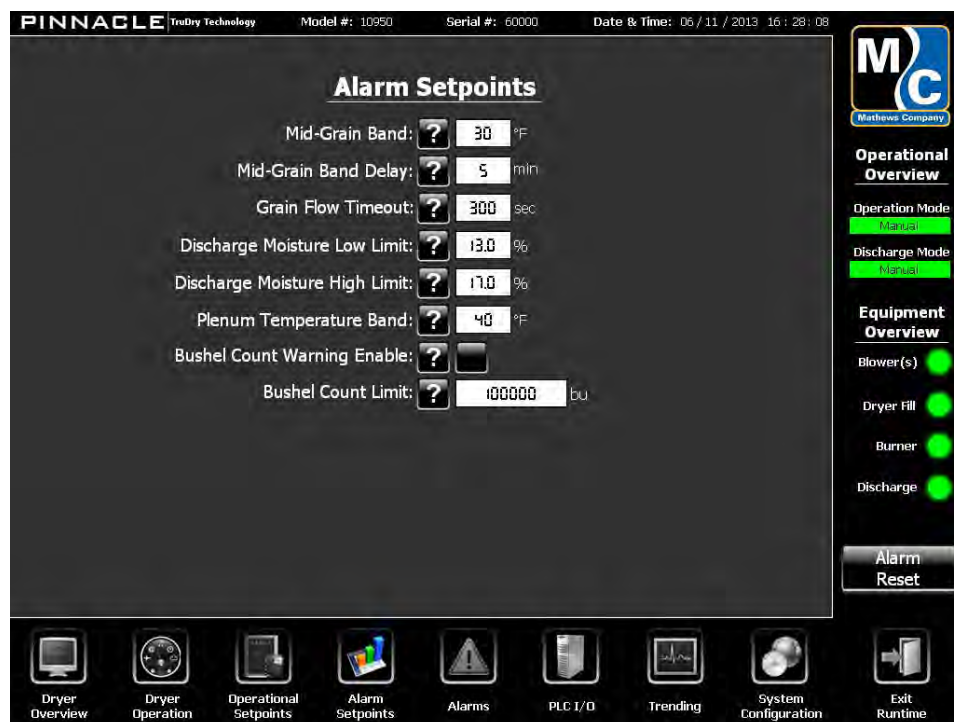 PINNACLE TruDry Technology Model #: 10950 Serial #: 60000 Date & Time: 06/11/2013 16:28:08
Alarm Setpoints
Mid-Grain Band: ? 30 °F
Mid-Grain Band Delay: ? 5 min
Grain Flow Timeout: ? 300 sec
Discharge Moisture Low Limit: ? 13.0 %
Discharge Moisture High Limit: ? 17.0 %
Plenum Temperature Band: ? 40 °F
Bushel Count Warning Enable: ?
Bushel Count Limit: ? 100000 bu
M C
Mathews Company
Operational
Overview
Operation Mode
Manual
Discharge Mode
Manual
Equipment
Overview
Blower(s)
Dryer Fill
Burner
Discharge
Alarm
Reset
Dryer
Overview
Dryer
Operation
Operational
Setpoints
Alarm
Setpoints
Alarms
PLC I/O
Trending
System
Configuration
Exit
Runtime